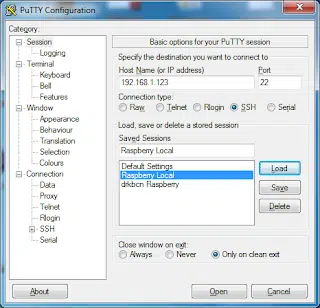 PuTTY Configuration
Category:
Session
Logging
Terminal
Keyboard
Bell
Features
Window
Appearance
Behaviour
Translation
Selection
Colours
Connection
Data
Proxy
Telnet
Rlogin
SSH
Serial
Basic options for your PuTTY session
Specify the destination you want to connect to
Host Name (or IP address) Port
192.168.1.123 22
Connection type:
Raw Telnet Rlogin SSH Serial
Load, save or delete a stored session
Saved Sessions
Raspberry Local
Default Settings
Raspberry Local
drkbcn Raspberry
Load
Save
Delete
Close window on exit:
Always Never Only on clean exit
About Open Cancel